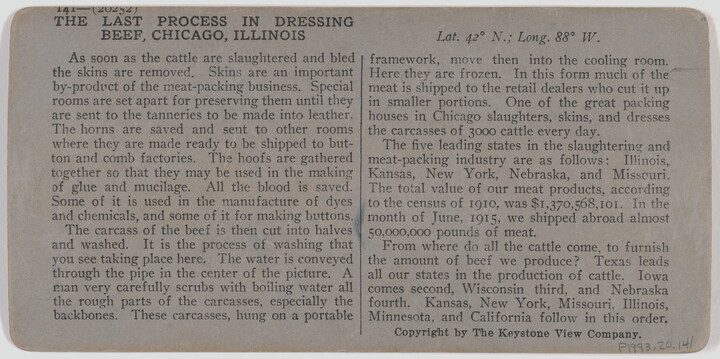 141—(20252)
THE LAST PROCESS IN DRESSING
BEEF, CHICAGO, ILLINOIS
Lat. 42° N.; Long. 88° W.
As soon as the cattle are slaughtered and bled
the skins are removed. Skins are an important
by-product of the meat-packing business. Special
rooms are set apart for preserving them until they
are sent to the tanneries to be made into leather.
The horns are saved and sent to other rooms
where they are made ready to be shipped to but-
ton and comb factories. The hoofs are gathered
together so that they may be used in the making
of glue and mucilage. All the blood is saved.
Some of it is used in the manufacture of dyes
and chemicals, and some of it for making buttons.
The carcass of the beef is then cut into halves
and washed. It is the process of washing that
you see taking place here. The water is conveyed
through the pipe in the center of the picture. A
man very carefully scrubs with boiling water all
the rough parts of the carcasses, especially the
backbones. These carcasses, hung on a portable
framework, move then into the cooling room.
Here they are frozen. In this form much of the
meat is shipped to the retail dealers who cut it up
in smaller portions. One of the great packing
houses in Chicago slaughters, skins, and dresses
the carcasses of 3000 cattle every day.
The five leading states in the slaughtering and
meat-packing industry are as follows: Illinois,
Kansas, New York, Nebraska, and Missouri.
The total value of our meat products, according
to the census of 1910, was $1,370,568,101. In the
month of June, 1915, we shipped abroad almost
50,000,000 pounds of meat.
From where do all the cattle come, to furnish
the amount of beef we produce? Texas leads
all our states in the production of cattle. Iowa
comes second, Wisconsin third, and Nebraska
fourth. Kansas, New York, Missouri, Illinois,
Minnesota, and California follow in this order.
Copyright by The Keystone View Company.
P1993.20.141